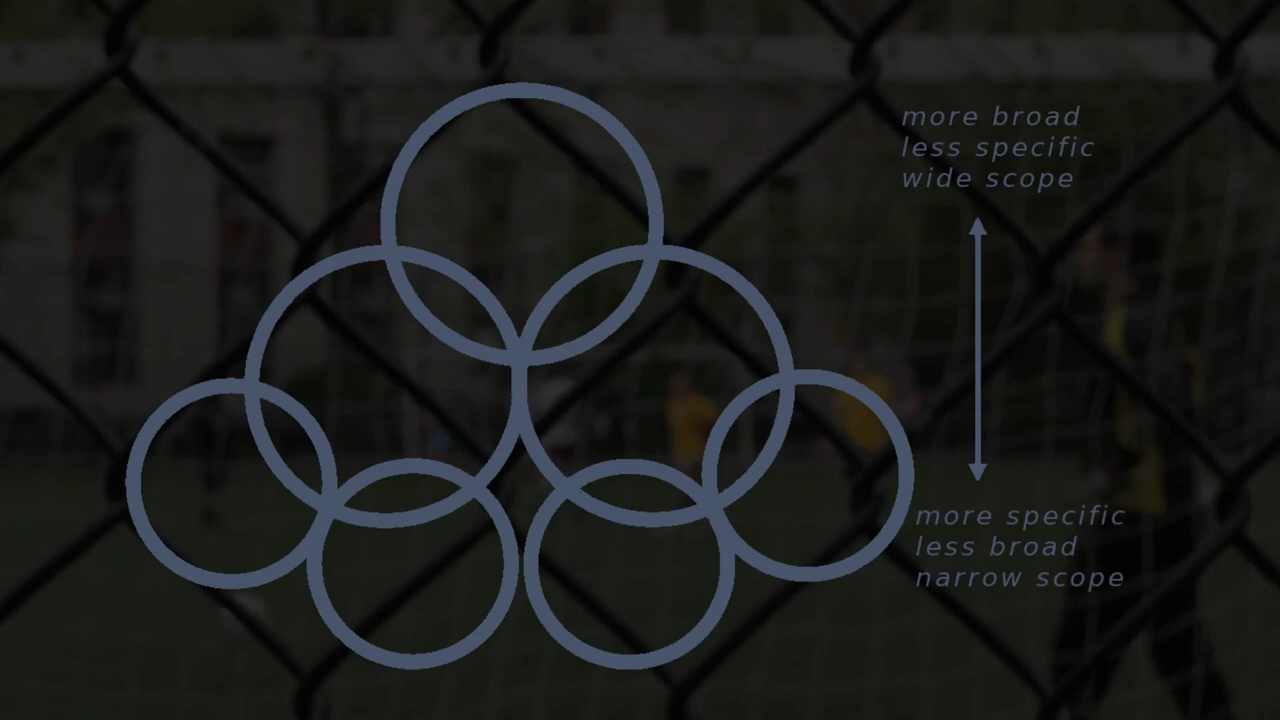 more broad
less specific
wide scope
more specific
less broad
narrow scope